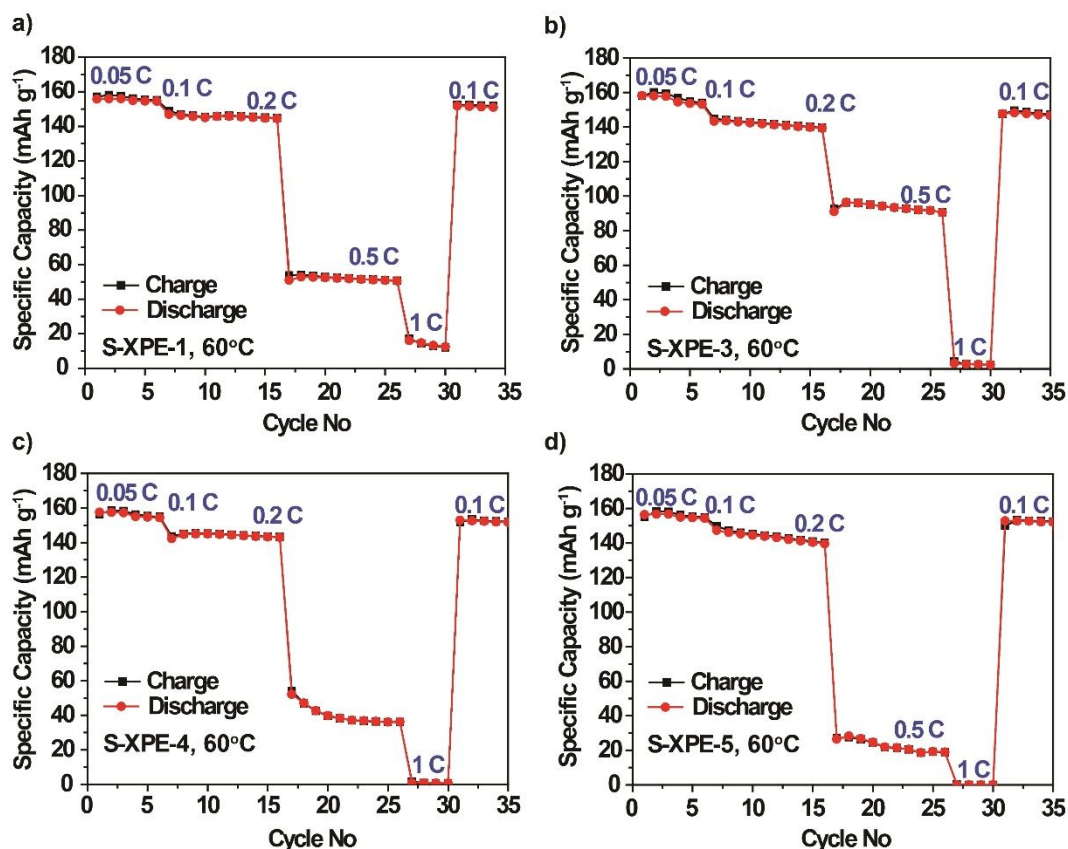 a)
180
160
140
120
100
80
60
40
20
0
Specific Capacity (mAh g⁻¹)
0.05 C
0.1 C
0.2 C
0.1 C
0.5 C
1 C
Charge
Discharge
S-XPE-1, 60°C
0 5 10 15 20 25 30 35
Cycle No
b)
180
160
140
120
100
80
60
40
20
0
Specific Capacity (mAh g⁻¹)
0.05 C
0.1 C
0.2 C
0.1 C
0.5 C
1 C
Charge
Discharge
S-XPE-3, 60°C
0 5 10 15 20 25 30 35
Cycle No
c)
180
160
140
120
100
80
60
40
20
0
Specific Capacity (mAh g⁻¹)
0.05 C
0.1 C
0.2 C
0.1 C
1 C
Charge
Discharge
S-XPE-4, 60°C
0 5 10 15 20 25 30 35
Cycle No
d)
180
160
140
120
100
80
60
40
20
0
Specific Capacity (mAh g⁻¹)
0.05 C
0.1 C
0.2 C
0.1 C
0.5 C
1 C
Charge
Discharge
S-XPE-5, 60°C
0 5 10 15 20 25 30 35
Cycle No